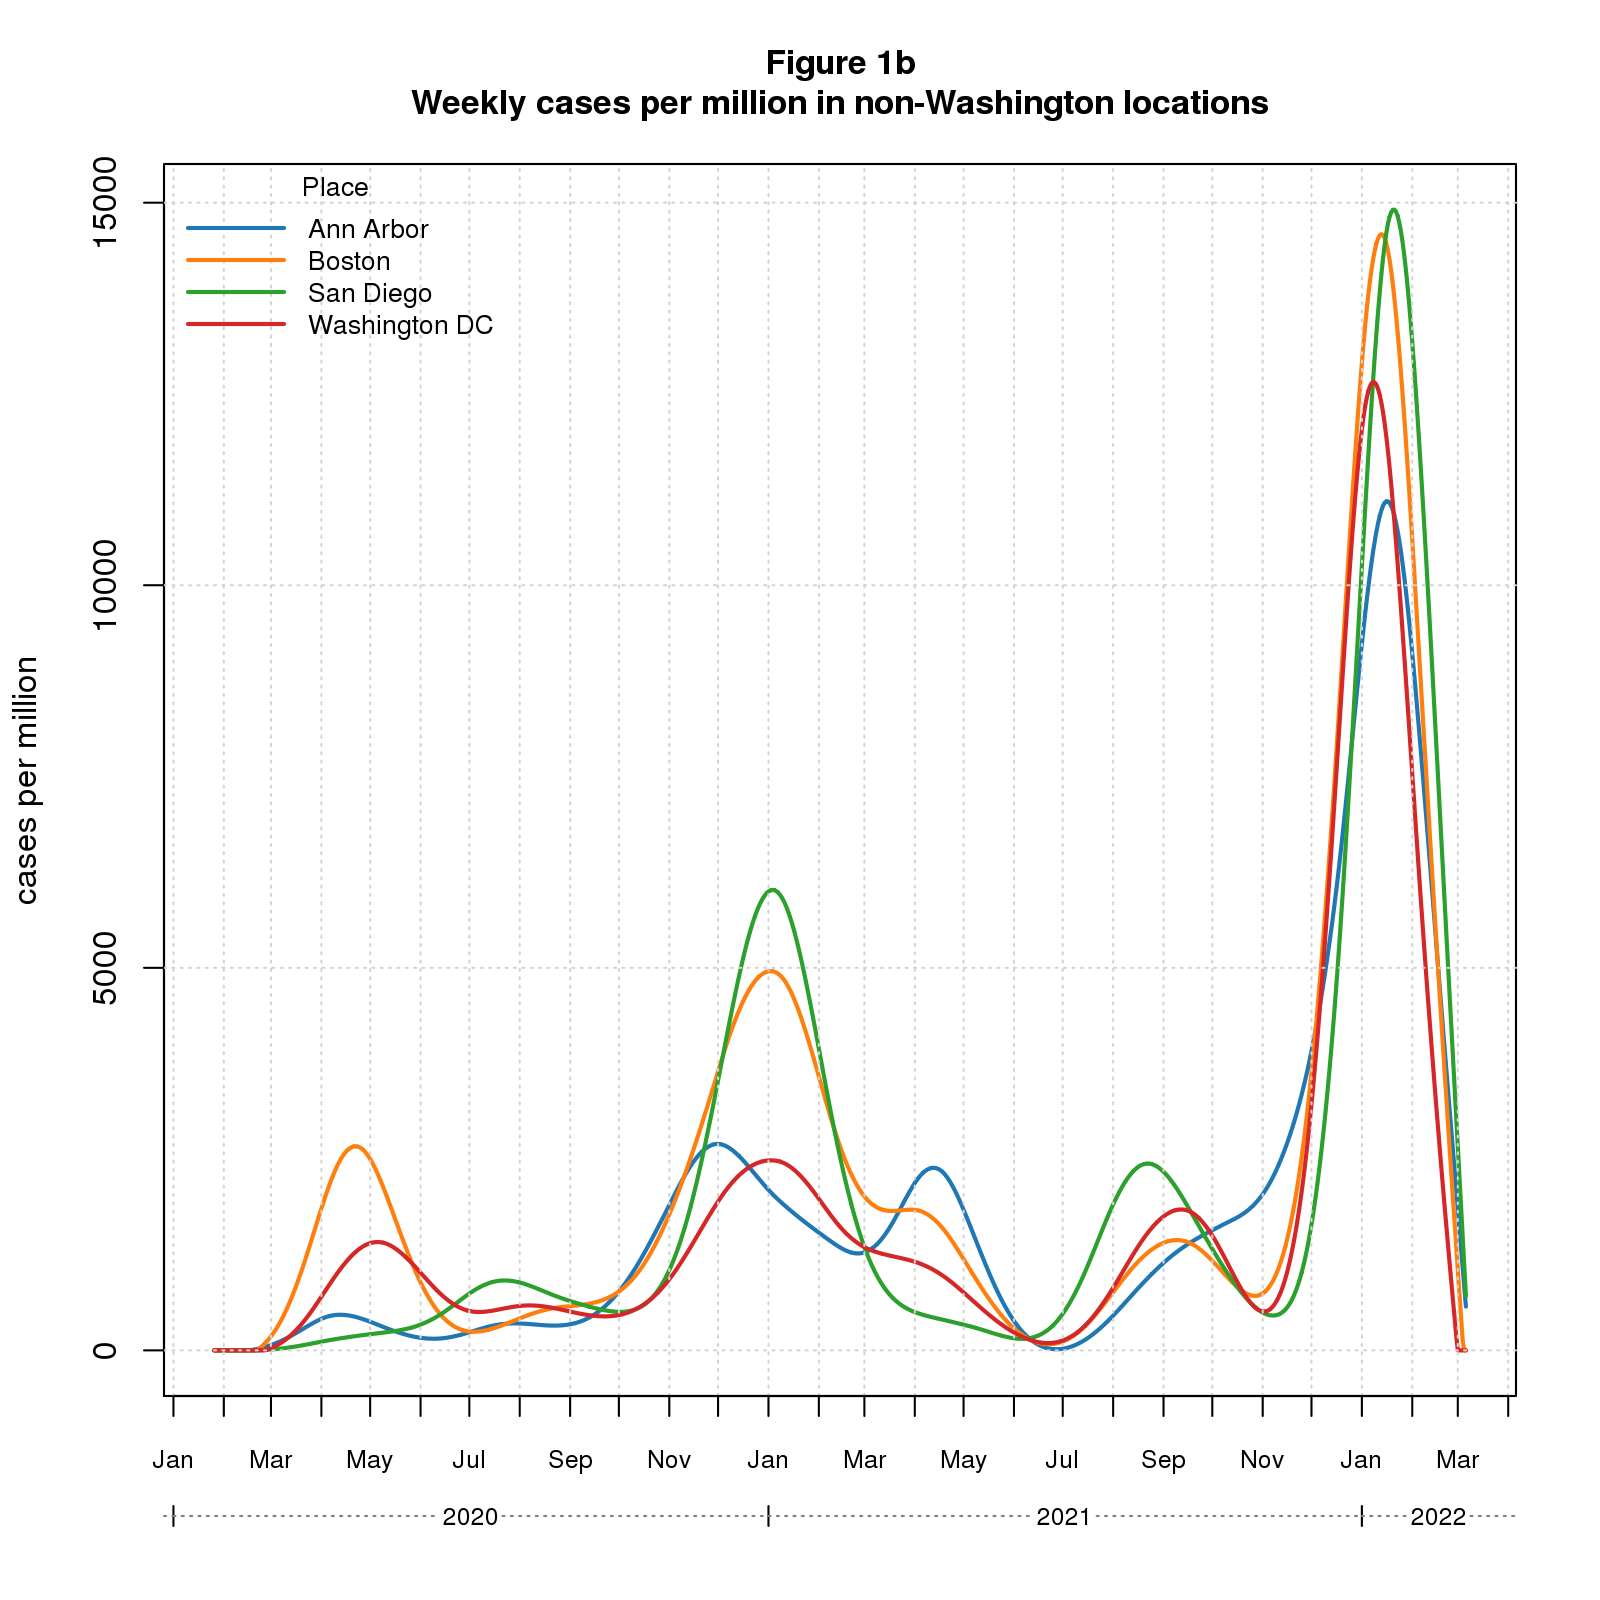 Figure 1b
Weekly cases per million in non-Washington locations
Place
Ann Arbor
Boston
San Diego
Washington DC
cases per million
15000
10000
5000
0
Jan Mar May Jul Sep Nov Jan Mar May Jul Sep Nov Jan Mar
2020 2021 2022